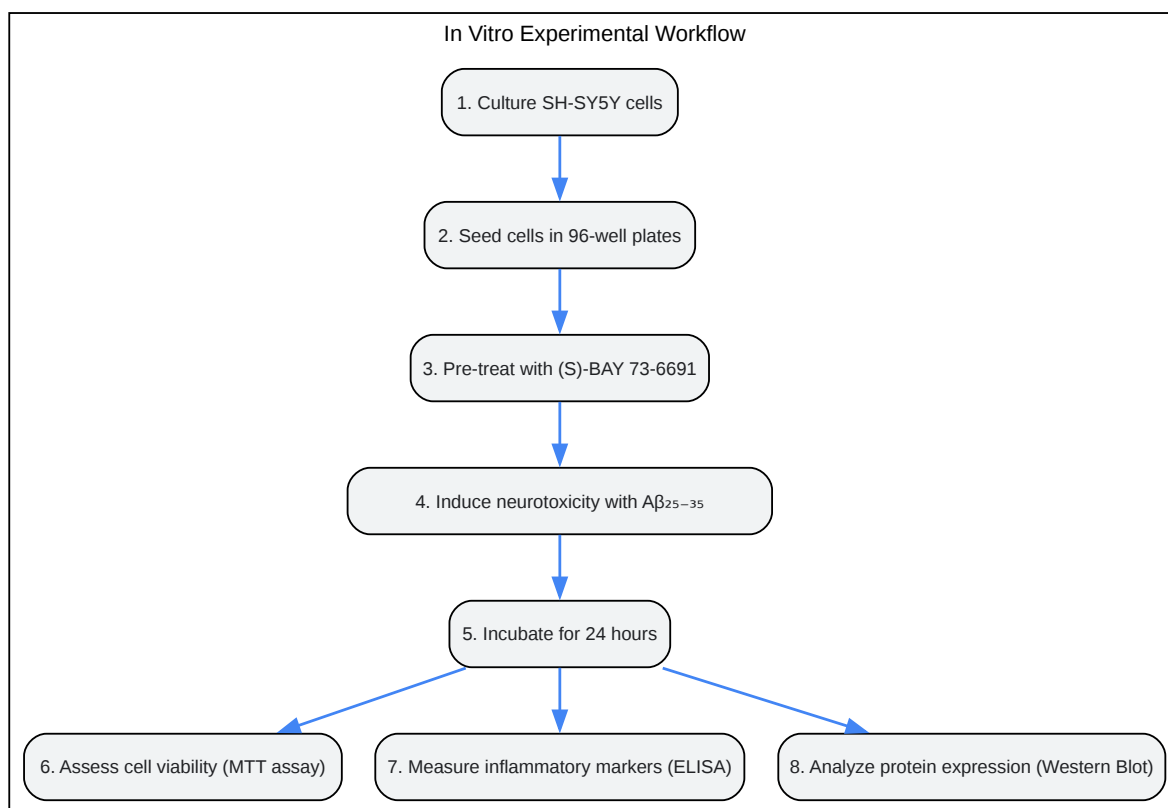 In Vitro Experimental Workflow
1. Culture SH-SY5Y cells
2. Seed cells in 96-well plates
3. Pre-treat with (S)-BAY 73-6691
4. Induce neurotoxicity with Aβ₂₅₋₃₅
5. Incubate for 24 hours
6. Assess cell viability (MTT assay)
7. Measure inflammatory markers (ELISA)
8. Analyze protein expression (Western Blot)